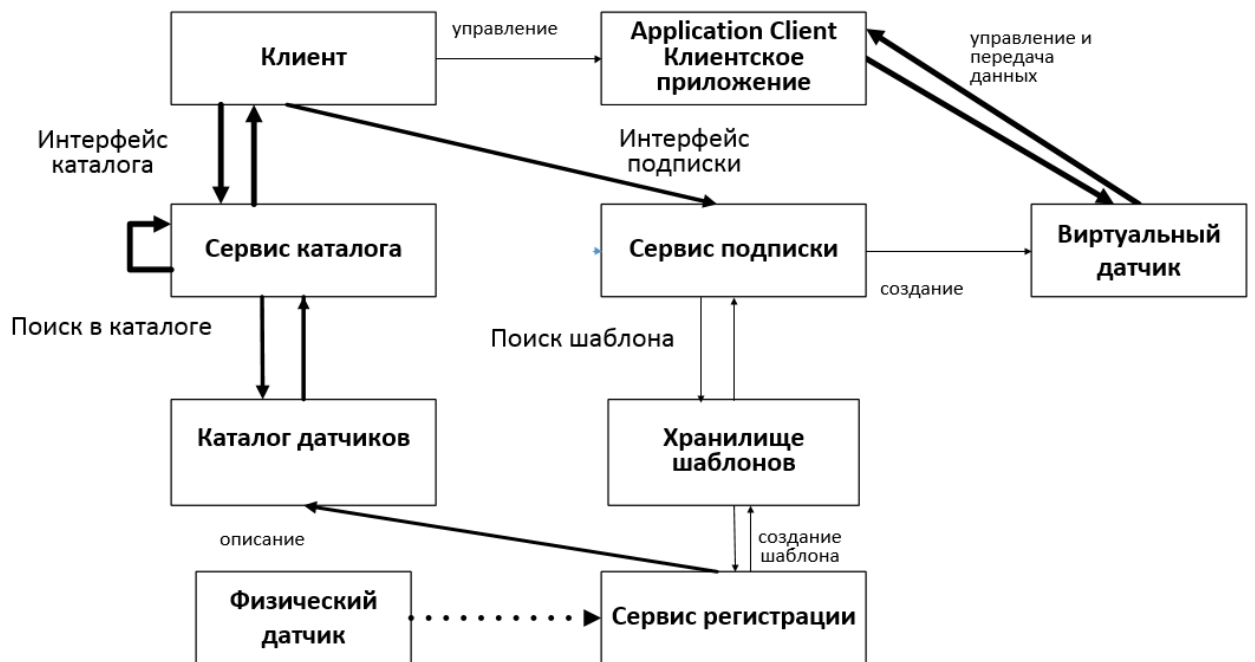 Клиент
управление
Application Client
Клиентское
приложение
управление и
передача
данных
Интерфейс
каталога
Интерфейс
подписки
Сервис каталога
Сервис подписки
создание
Виртуальный
датчик
Поиск в каталоге
Поиск шаблона
Каталог датчиков
Хранилище
шаблонов
описание
создание
шаблона
Физический
датчик
Сервис регистрации